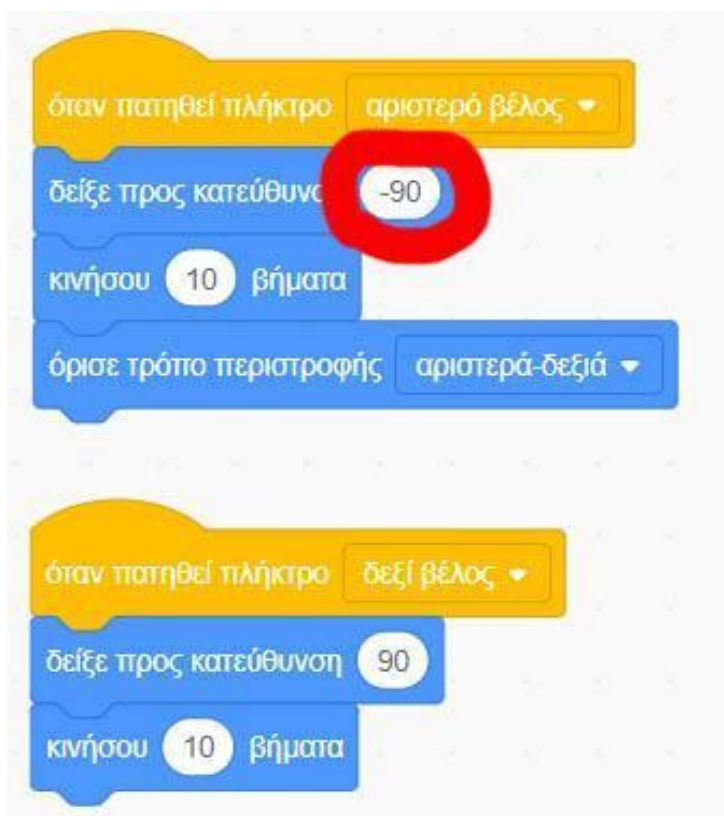 όταν πατηθεί πλήκτρο αριστερό βέλος
δείξε προς κατεύθυνσ -90
κινήσου 10 βήματα
όρισε τρόπο περιστροφής αριστερά-δεξιά
όταν πατηθεί πλήκτρο δεξί βέλος
δείξε προς κατεύθυνση 90
κινήσου 10 βήματα